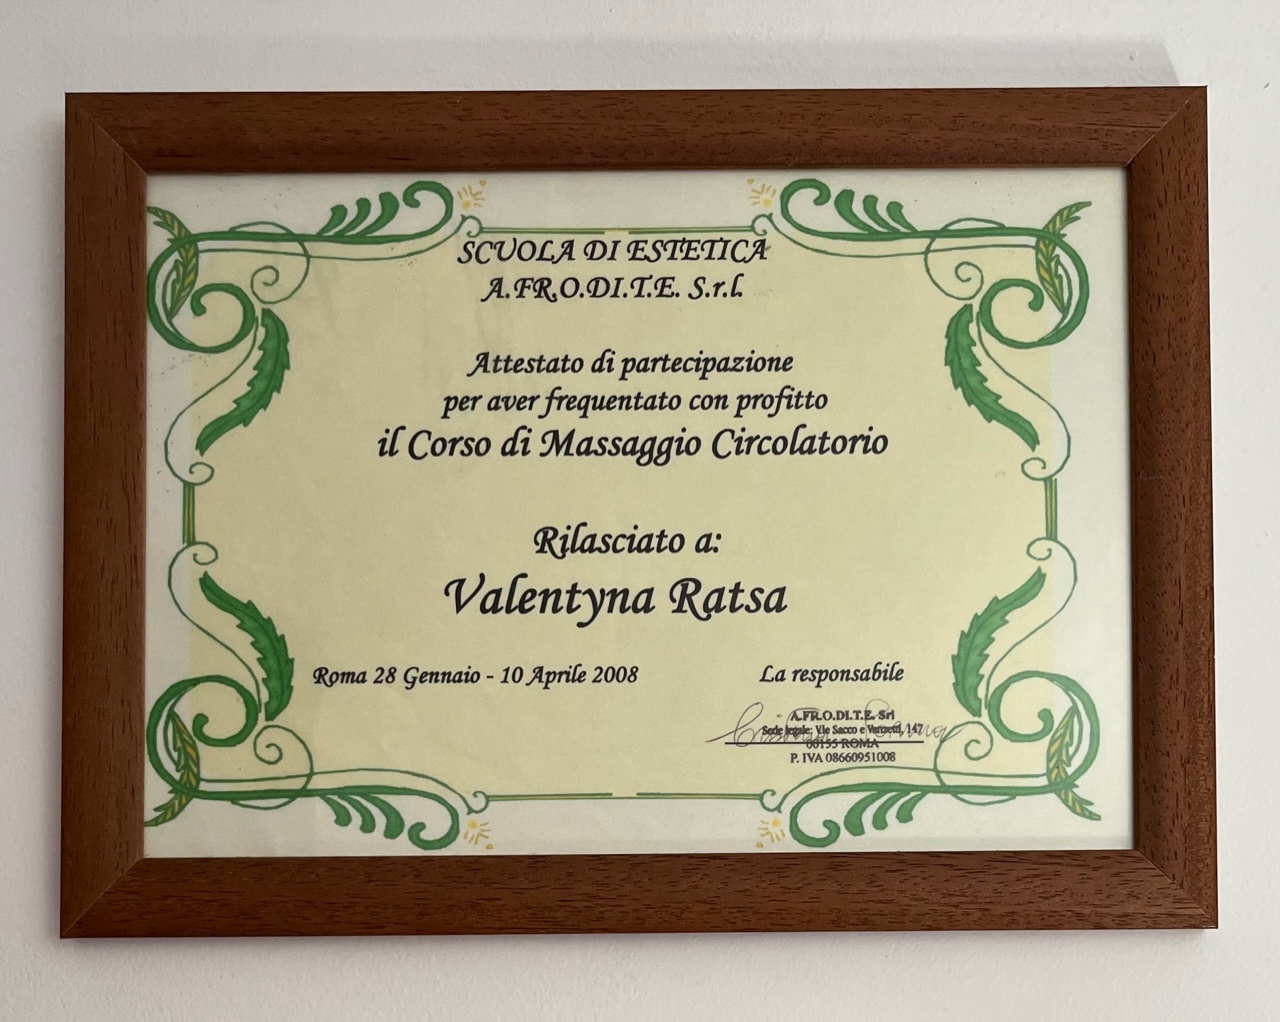 SCUOLA DI ESTETICA
A.FR.O.DI.T.E. S.r.l.
Attestato di partecipazione
per aver frequentato con profitto
il Corso di Massaggio Circolatorio
Rilasciato a:
Valentyna Ratsa
Roma 28 Gennaio - 10 Aprile 2008
La responsabile
A.FR.O.DI.T.E. Srl
Sede legale: V.le Sacco e Vanzetti, 147
00155 ROMA
P. IVA 08660951008